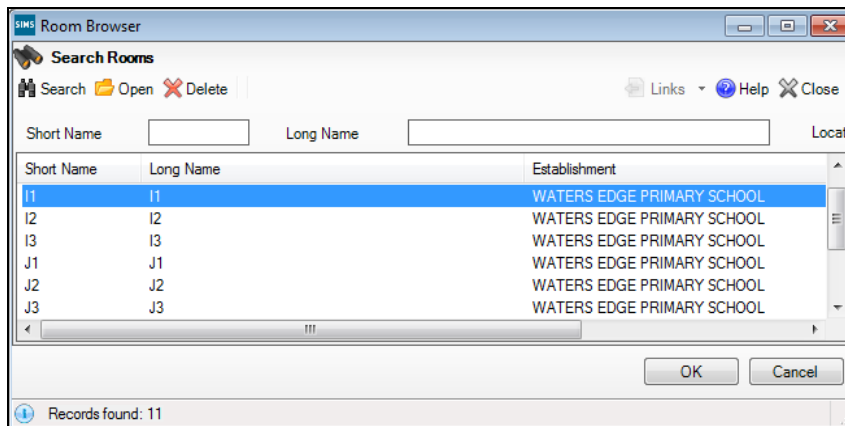 SIMS Room Browser
Search Rooms
Search Open Delete Links Help Close
Short Name Long Name Locat
Short Name Long Name Establishment
I1 I1 WATERS EDGE PRIMARY SCHOOL
I2 I2 WATERS EDGE PRIMARY SCHOOL
I3 I3 WATERS EDGE PRIMARY SCHOOL
J1 J1 WATERS EDGE PRIMARY SCHOOL
J2 J2 WATERS EDGE PRIMARY SCHOOL
J3 J3 WATERS EDGE PRIMARY SCHOOL
OK Cancel
Records found: 11